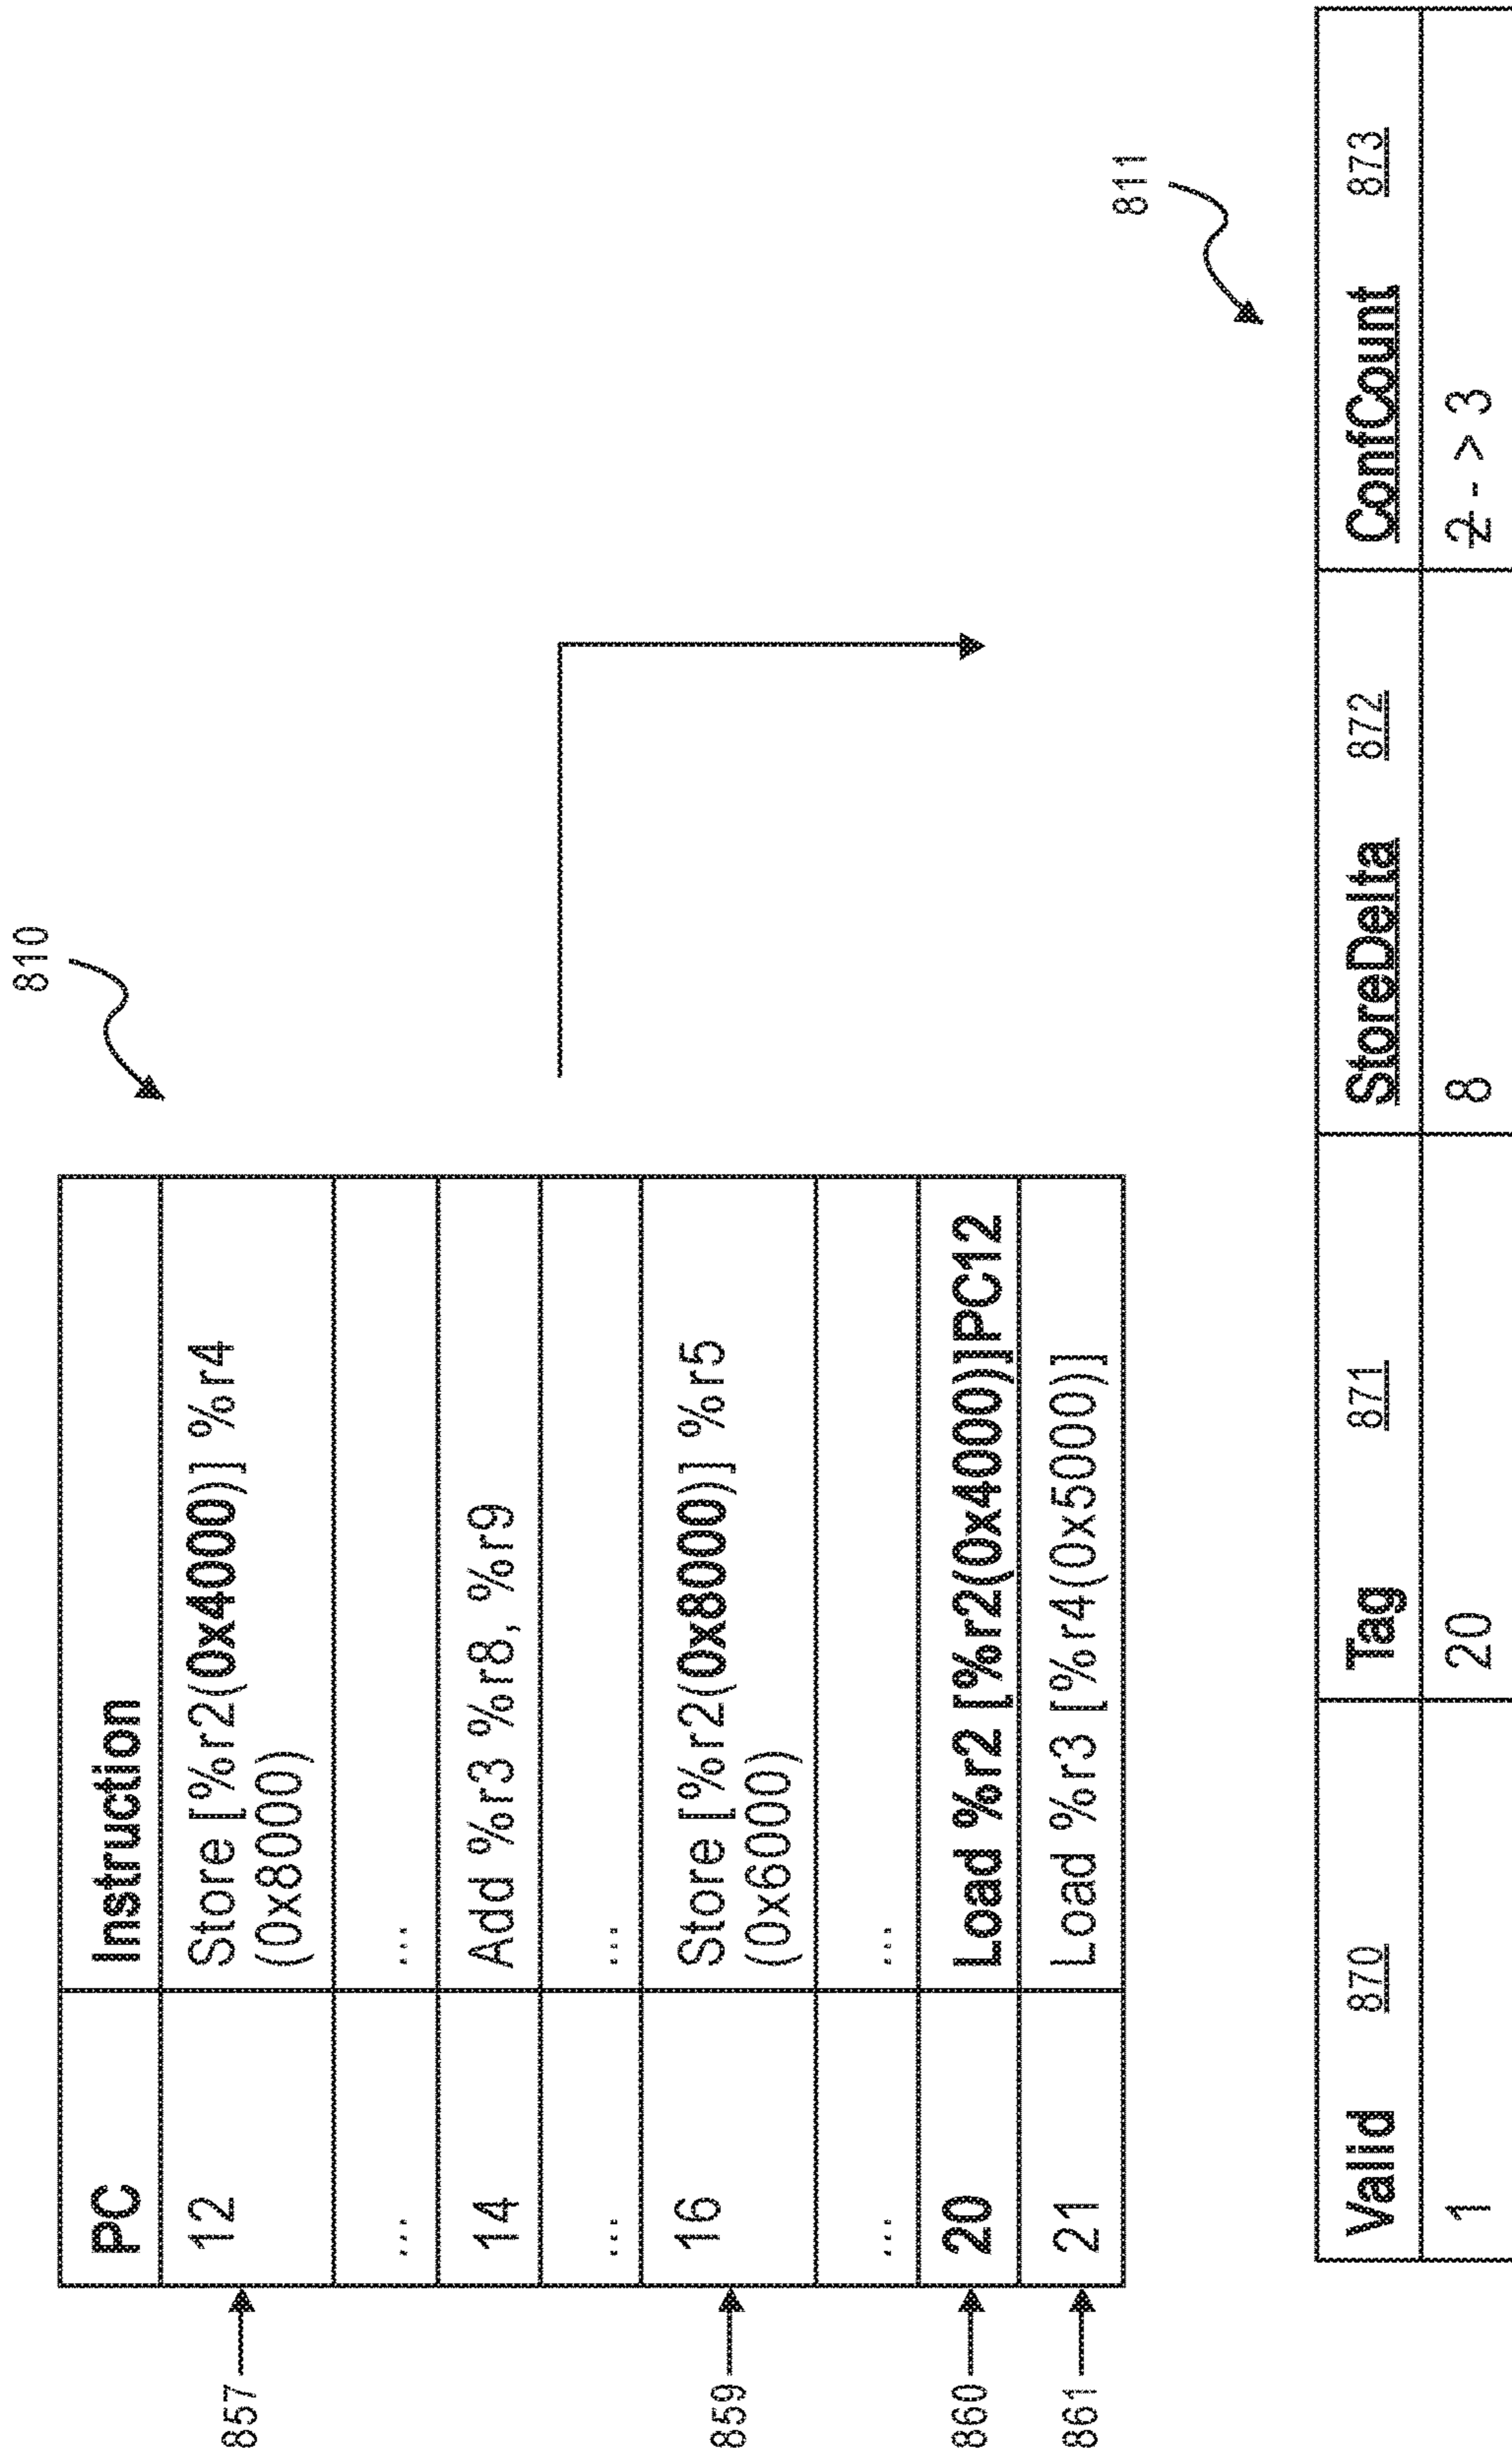 810
PC Instruction
857 12 Store [%r2(0x4000)] %r4
(0x8000)
... ...
14 Add %r3 %r8, %r9
... ...
859 16 Store [%r2(0x8000)] %r5
(0x6000)
... ...
860 20 Load %r2 [%r2(0x4000)]PC12
861 21 Load %r3 [%r4(0x5000)]
811
Valid 870 Tag 871 StoreDelta 872 ConfCount 873
1 20 8 2 - > 3